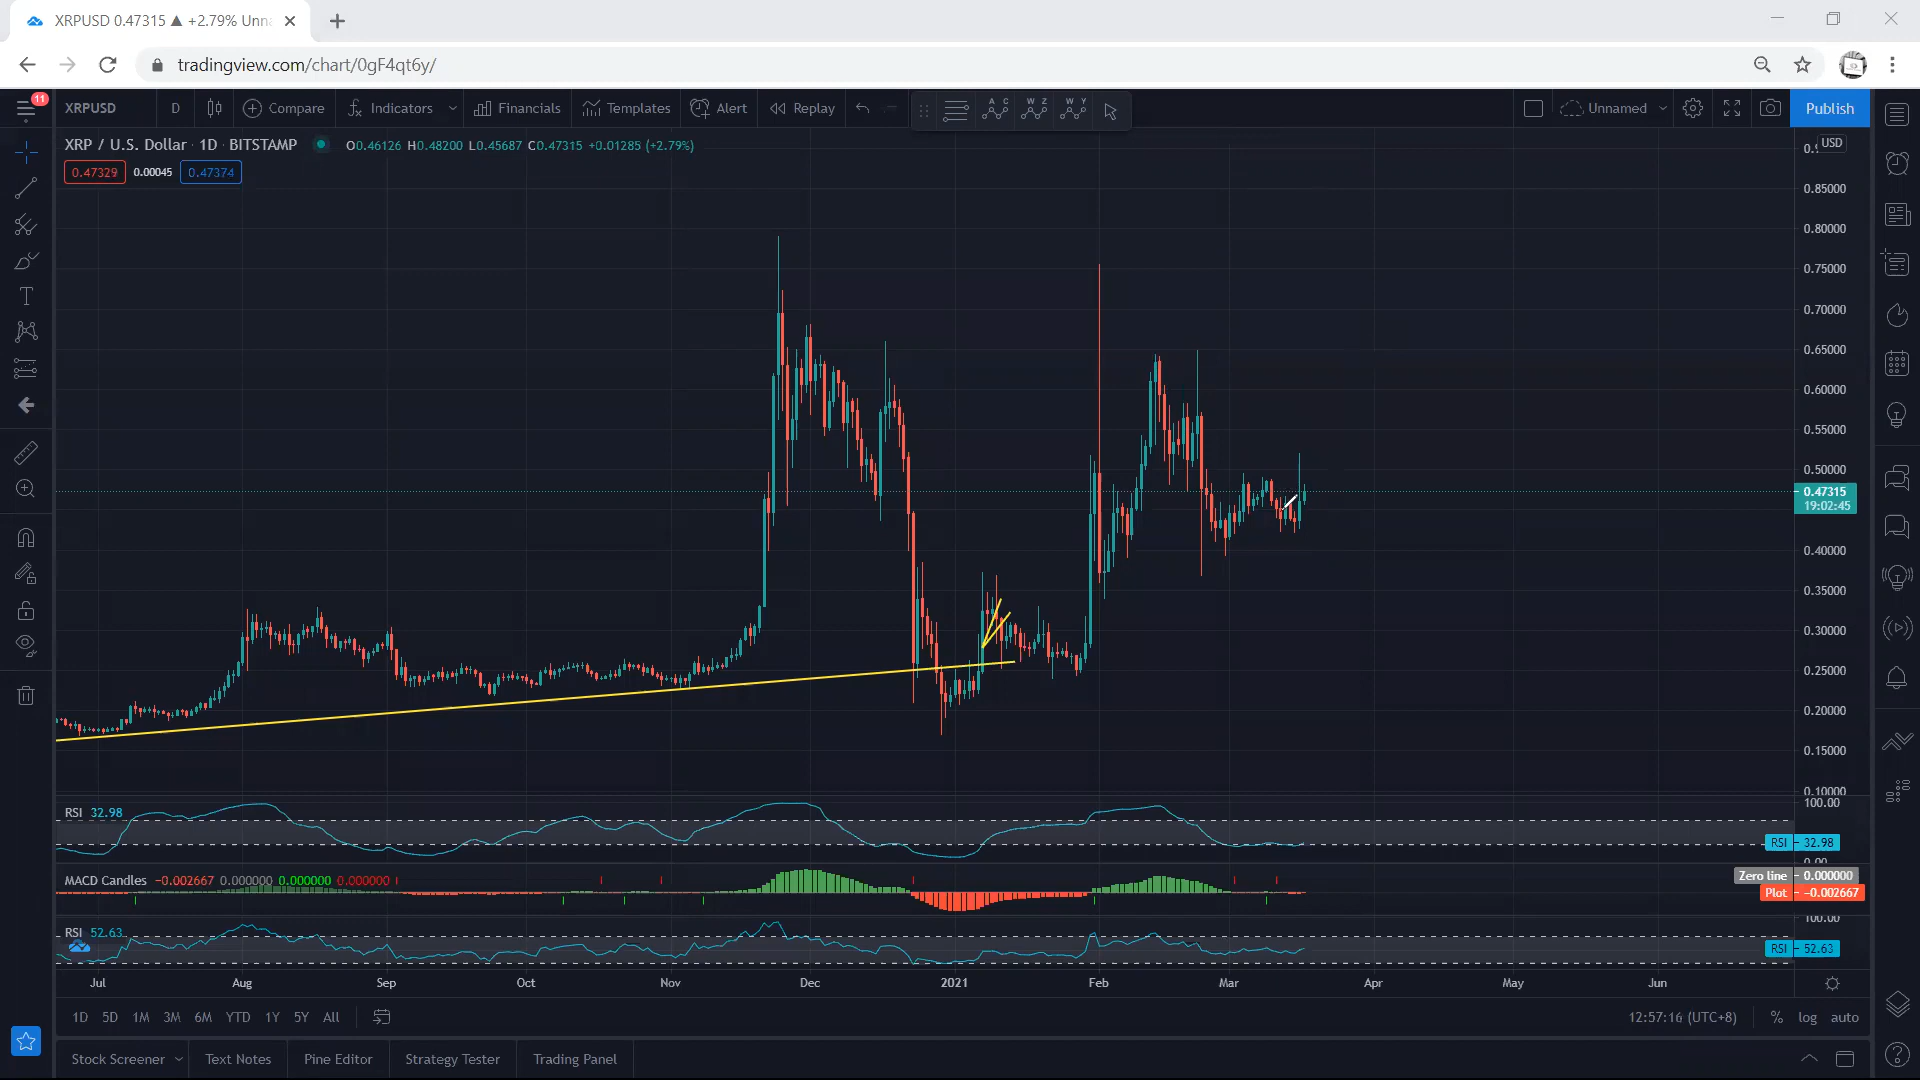 XRPUSD 0.47315 ▲ +2.79% Unna
tradingview.com/chart/0gF4qt6y/
11
XRPUSD D Compare Indicators Financials Templates Alert Replay A C W Z W Y Unnamed Publish
XRP / U.S. Dollar · 1D · BITSTAMP O0.46126 H0.48200 L0.45687 C0.47315 +0.01285 (+2.79%)
0.47329 0.00045 0.47374
USD
0.85000
0.80000
0.75000
0.70000
0.65000
0.60000
0.55000
0.50000
0.47315
19:02:45
0.40000
0.35000
0.30000
0.25000
0.20000
0.15000
0.10000
100.00
RSI 32.98
RSI 32.98
0.00
MACD Candles −0.002667 0.000000 0.000000 0.000000
Zero line 0.000000
Plot −0.002667
100.00
RSI 52.63
RSI 52.63
Jul Aug Sep Oct Nov Dec 2021 Feb Mar Apr May Jun
1D 5D 1M 3M 6M YTD 1Y 5Y All 12:57:16 (UTC+8) % log auto
Stock Screener Text Notes Pine Editor Strategy Tester Trading Panel